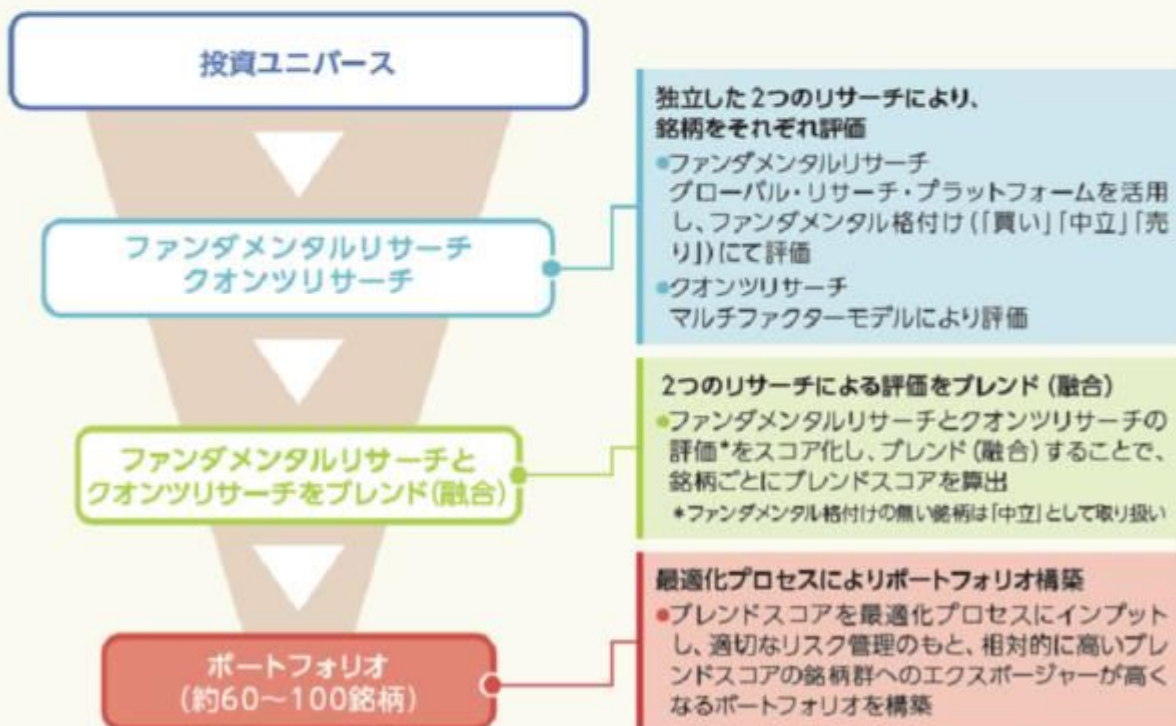 投資ユニバース
独立した2つのリサーチにより、
銘柄をそれぞれ評価
●ファンダメンタルリサーチ
グローバル・リサーチ・プラットフォームを活用
し、ファンダメンタル格付け(「買い」「中立」「売
り」)にて評価
●クオンツリサーチ
マルチファクターモデルにより評価
ファンダメンタルリサーチ
クオンツリサーチ
2つのリサーチによる評価をブレンド(融合)
●ファンダメンタルリサーチとクオンツリサーチの
評価*をスコア化し、ブレンド(融合)することで、
銘柄ごとにブレンドスコアを算出
*ファンダメンタル格付けの無い銘柄は「中立」として取り扱い
ファンダメンタルリサーチと
クオンツリサーチをブレンド(融合)
最適化プロセスによりポートフォリオ構築
●ブレンドスコアを最適化プロセスにインプット
し、適切なリスク管理のもと、相対的に高いブレ
ンドスコアの銘柄群へのエクスポージャーが高く
なるポートフォリオを構築
ポートフォリオ
(約60〜100銘柄)